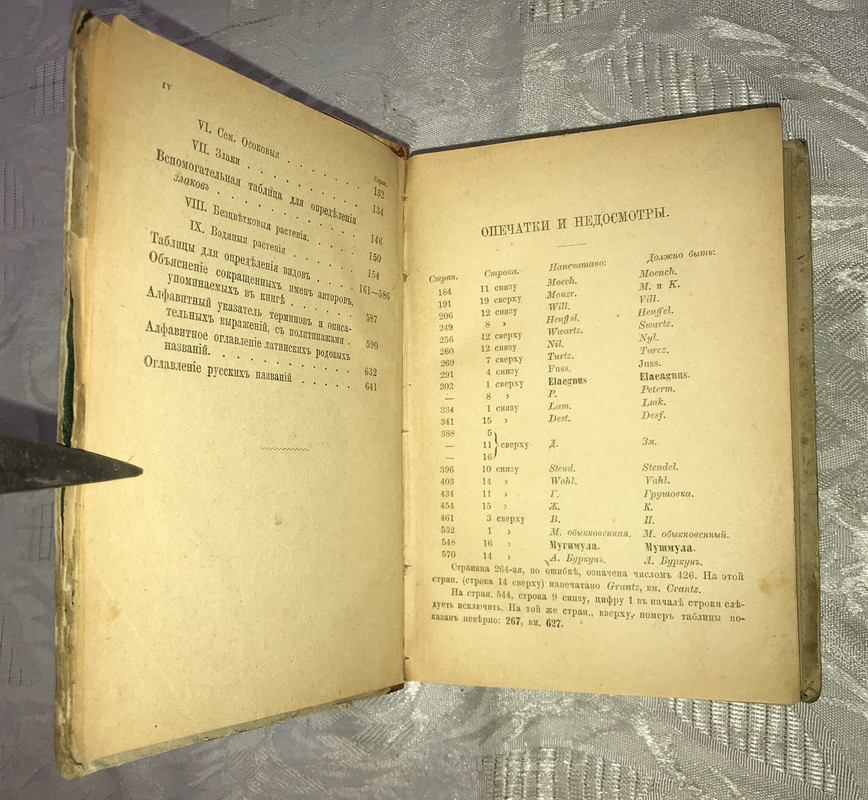 IV
Стран.
VI. Сем. Осоковыя . . . . . . 132
VII. Злаки . . . . . . . . 134
Вспомогательная таблица для опредѣленія
злаковъ . . . . . . . . . 146
VIII. Безцвѣтковыя растенія. . . . 150
IX. Водяныя растенія . . . . . 154
Таблицы для опредѣленія видовъ . . . 161—586
Объясненіе сокращенныхъ именъ авторовъ,
упоминаемыхъ въ книгѣ . . . . . 587
Алфавитный указатель терминовъ и описа-
тельныхъ выраженій, съ политипажами . 590
Алфавитное оглавленіе латинскихъ родовыхъ
названій. . . . . . . . . . 632
Оглавленіе русскихъ названій . . . . 641
ОПЕЧАТКИ И НЕДОСМОТРЫ.
Стран. Строка. Напечатано: Должно быть:
184 11 снизу Moech. Moench.
191 19 сверху Mouzr. M. и K.
206 12 снизу Will. Vill.
249 8 » Heuffsl. Heuffel.
256 12 сверху Wwartz. Swartz.
260 12 снизу Nil. Nyl.
269 7 сверху Turtz. Turcz.
291 4 снизу Fuss. Juss.
302 1 сверху Elaegnus Elaeagnus.
— 8 » P. Peterm.
334 1 снизу Lam. Lmk.
341 15 » Dest. Desf.
388 5
— 11 } сверху Д. Зл.
— 16
396 10 снизу Steud. Stendel.
403 14 » Wahl. Vahl.
434 11 » Г. Грушовка.
454 15 » Ж. К.
461 3 сверху В. П.
532 1 » М. обыкновенная. М. обыкновенный.
548 16 » Мугимула. Мушмула.
570 14 » А. Буркунъ. Л. Буркунъ.
Страница 264-ая, по ошибкѣ, означена числомъ 426. На этой
стран. (строка 14 сверху) напечатано Grantz, вм. Crantz.
На стран. 544, строка 9 снизу, цифру 1 въ началѣ строки слѣ-
дуетъ исключить. На той же стран., вверху, номеръ таблицы по-
казанъ невѣрно: 267, вм. 627.